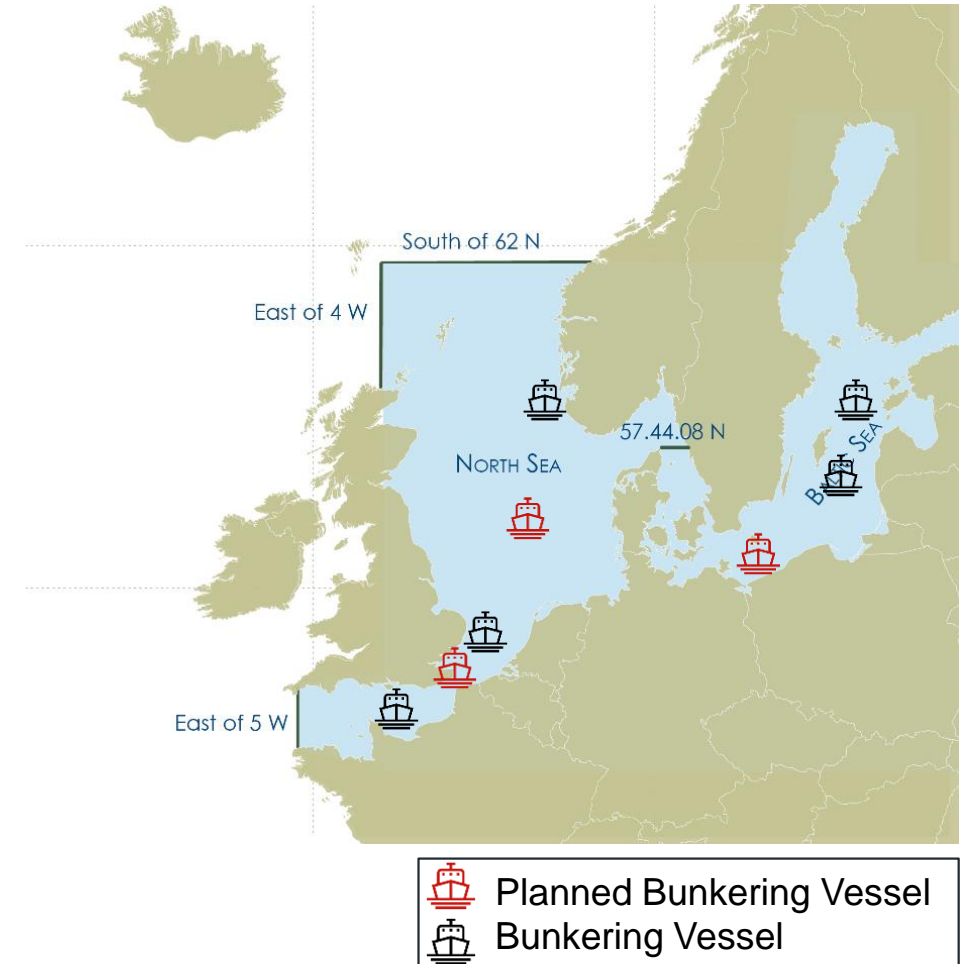 South of 62 N
East of 4 W
57.44.08 N
NORTH SEA
SEA
East of 5 W
Planned Bunkering Vessel
Bunkering Vessel